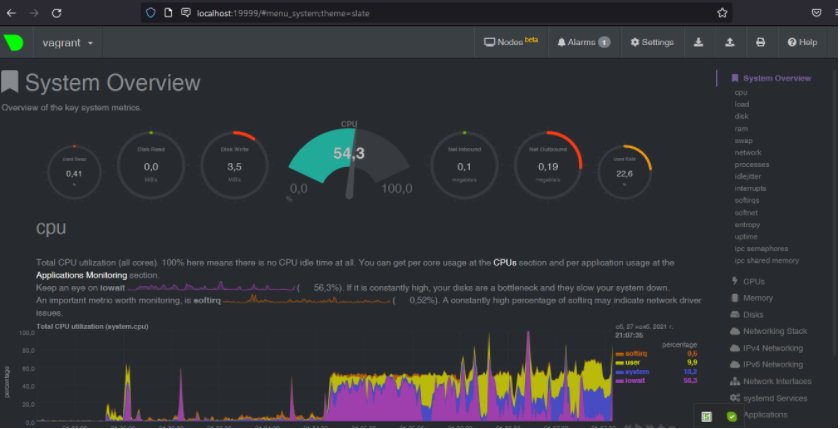 localhost:19999/#menu_system;theme=slate
vagrant
Nodes beta
Alarms 1
Settings
Help
System Overview
Overview of the key system metrics.
Used Swap
0,41
%
Disk Read
0,0
MiB/s
Disk Write
3,5
MiB/s
CPU
54,3
0,0
100,0
%
Net Inbound
0,1
megabits/s
Net Outbound
0,19
megabits/s
Used RAM
22,6
%
cpu
Total CPU utilization (all cores). 100% here means there is no CPU idle time at all. You can get per core usage at the CPUs section and per application usage at the
Applications Monitoring section.
Keep an eye on iowait ( 56,3%). If it is constantly high, your disks are a bottleneck and they slow your system down.
An important metric worth monitoring, is softirq ( 0,52%). A constantly high percentage of softirq may indicate network driver
issues.
Total CPU utilization (system.cpu)
percentage
100,0
80,0
60,0
40,0
20,0
0,0
сб, 27 нояб. 2021 г.
21:07:35
percentage
softirq
user 9,9
system
iowait 56,3
System Overview
cpu
load
disk
ram
swap
network
processes
idlejitter
interrupts
softirqs
softnet
entropy
uptime
ipc semaphores
ipc shared memory
CPUs
Memory
Disks
Networking Stack
IPv4 Networking
IPv6 Networking
Network Interfaces
systemd Services
Applications